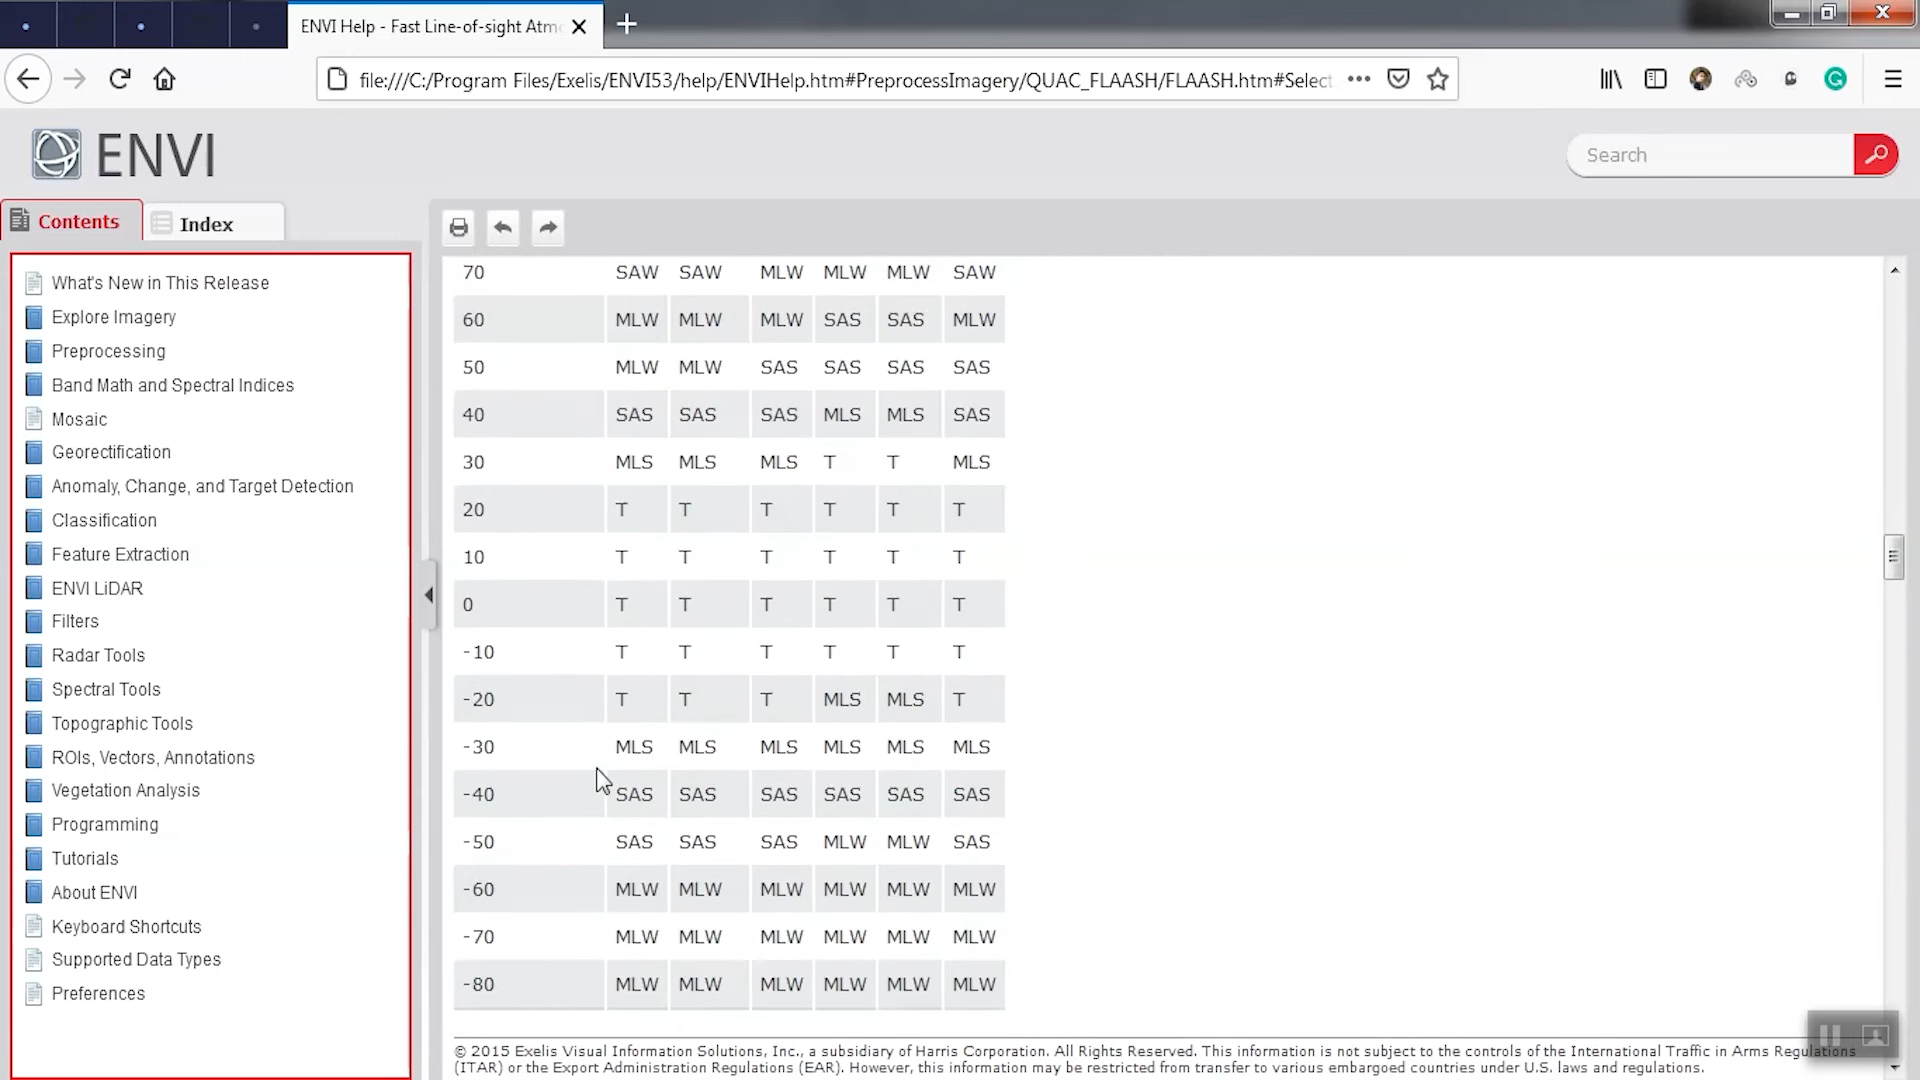 ENVI Help - Fast Line-of-sight Atm
file:///C:/Program Files/Exelis/ENVI53/help/ENVIHelp.htm#PreprocessImagery/QUAC_FLAASH/FLAASH.htm#Select
ENVI
Search
Contents
Index
What's New in This Release
Explore Imagery
Preprocessing
Band Math and Spectral Indices
Mosaic
Georectification
Anomaly, Change, and Target Detection
Classification
Feature Extraction
ENVI LiDAR
Filters
Radar Tools
Spectral Tools
Topographic Tools
ROIs, Vectors, Annotations
Vegetation Analysis
Programming
Tutorials
About ENVI
Keyboard Shortcuts
Supported Data Types
Preferences
70 SAW SAW MLW MLW MLW SAW
60 MLW MLW MLW SAS SAS MLW
50 MLW MLW SAS SAS SAS SAS
40 SAS SAS SAS MLS MLS SAS
30 MLS MLS MLS T T MLS
20 T T T T T T
10 T T T T T T
0 T T T T T T
-10 T T T T T T
-20 T T T MLS MLS T
-30 MLS MLS MLS MLS MLS MLS
-40 SAS SAS SAS SAS SAS SAS
-50 SAS SAS SAS MLW MLW SAS
-60 MLW MLW MLW MLW MLW MLW
-70 MLW MLW MLW MLW MLW MLW
-80 MLW MLW MLW MLW MLW MLW
© 2015 Exelis Visual Information Solutions, Inc., a subsidiary of Harris Corporation. All Rights Reserved. This information is not subject to the controls of the International Traffic in Arms Regulations
(ITAR) or the Export Administration Regulations (EAR). However, this information may be restricted from transfer to various embargoed countries under U.S. laws and regulations.